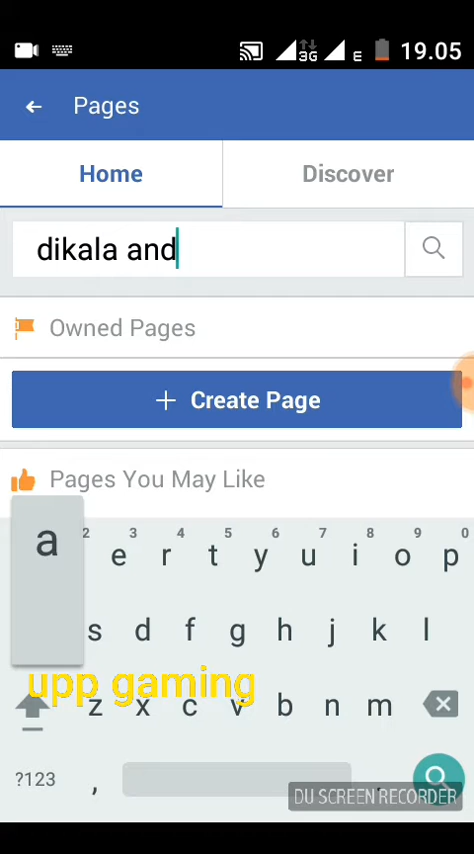 3G E 19.05
Pages
Home Discover
dikala and
Owned Pages
+ Create Page
Pages You May Like
a 2 3 4 5 6 7 8 9 0
e r t y u i o p
s d f g h j k l
upp gaming
z x c v b n m
?123 , .
DU SCREEN RECORDER